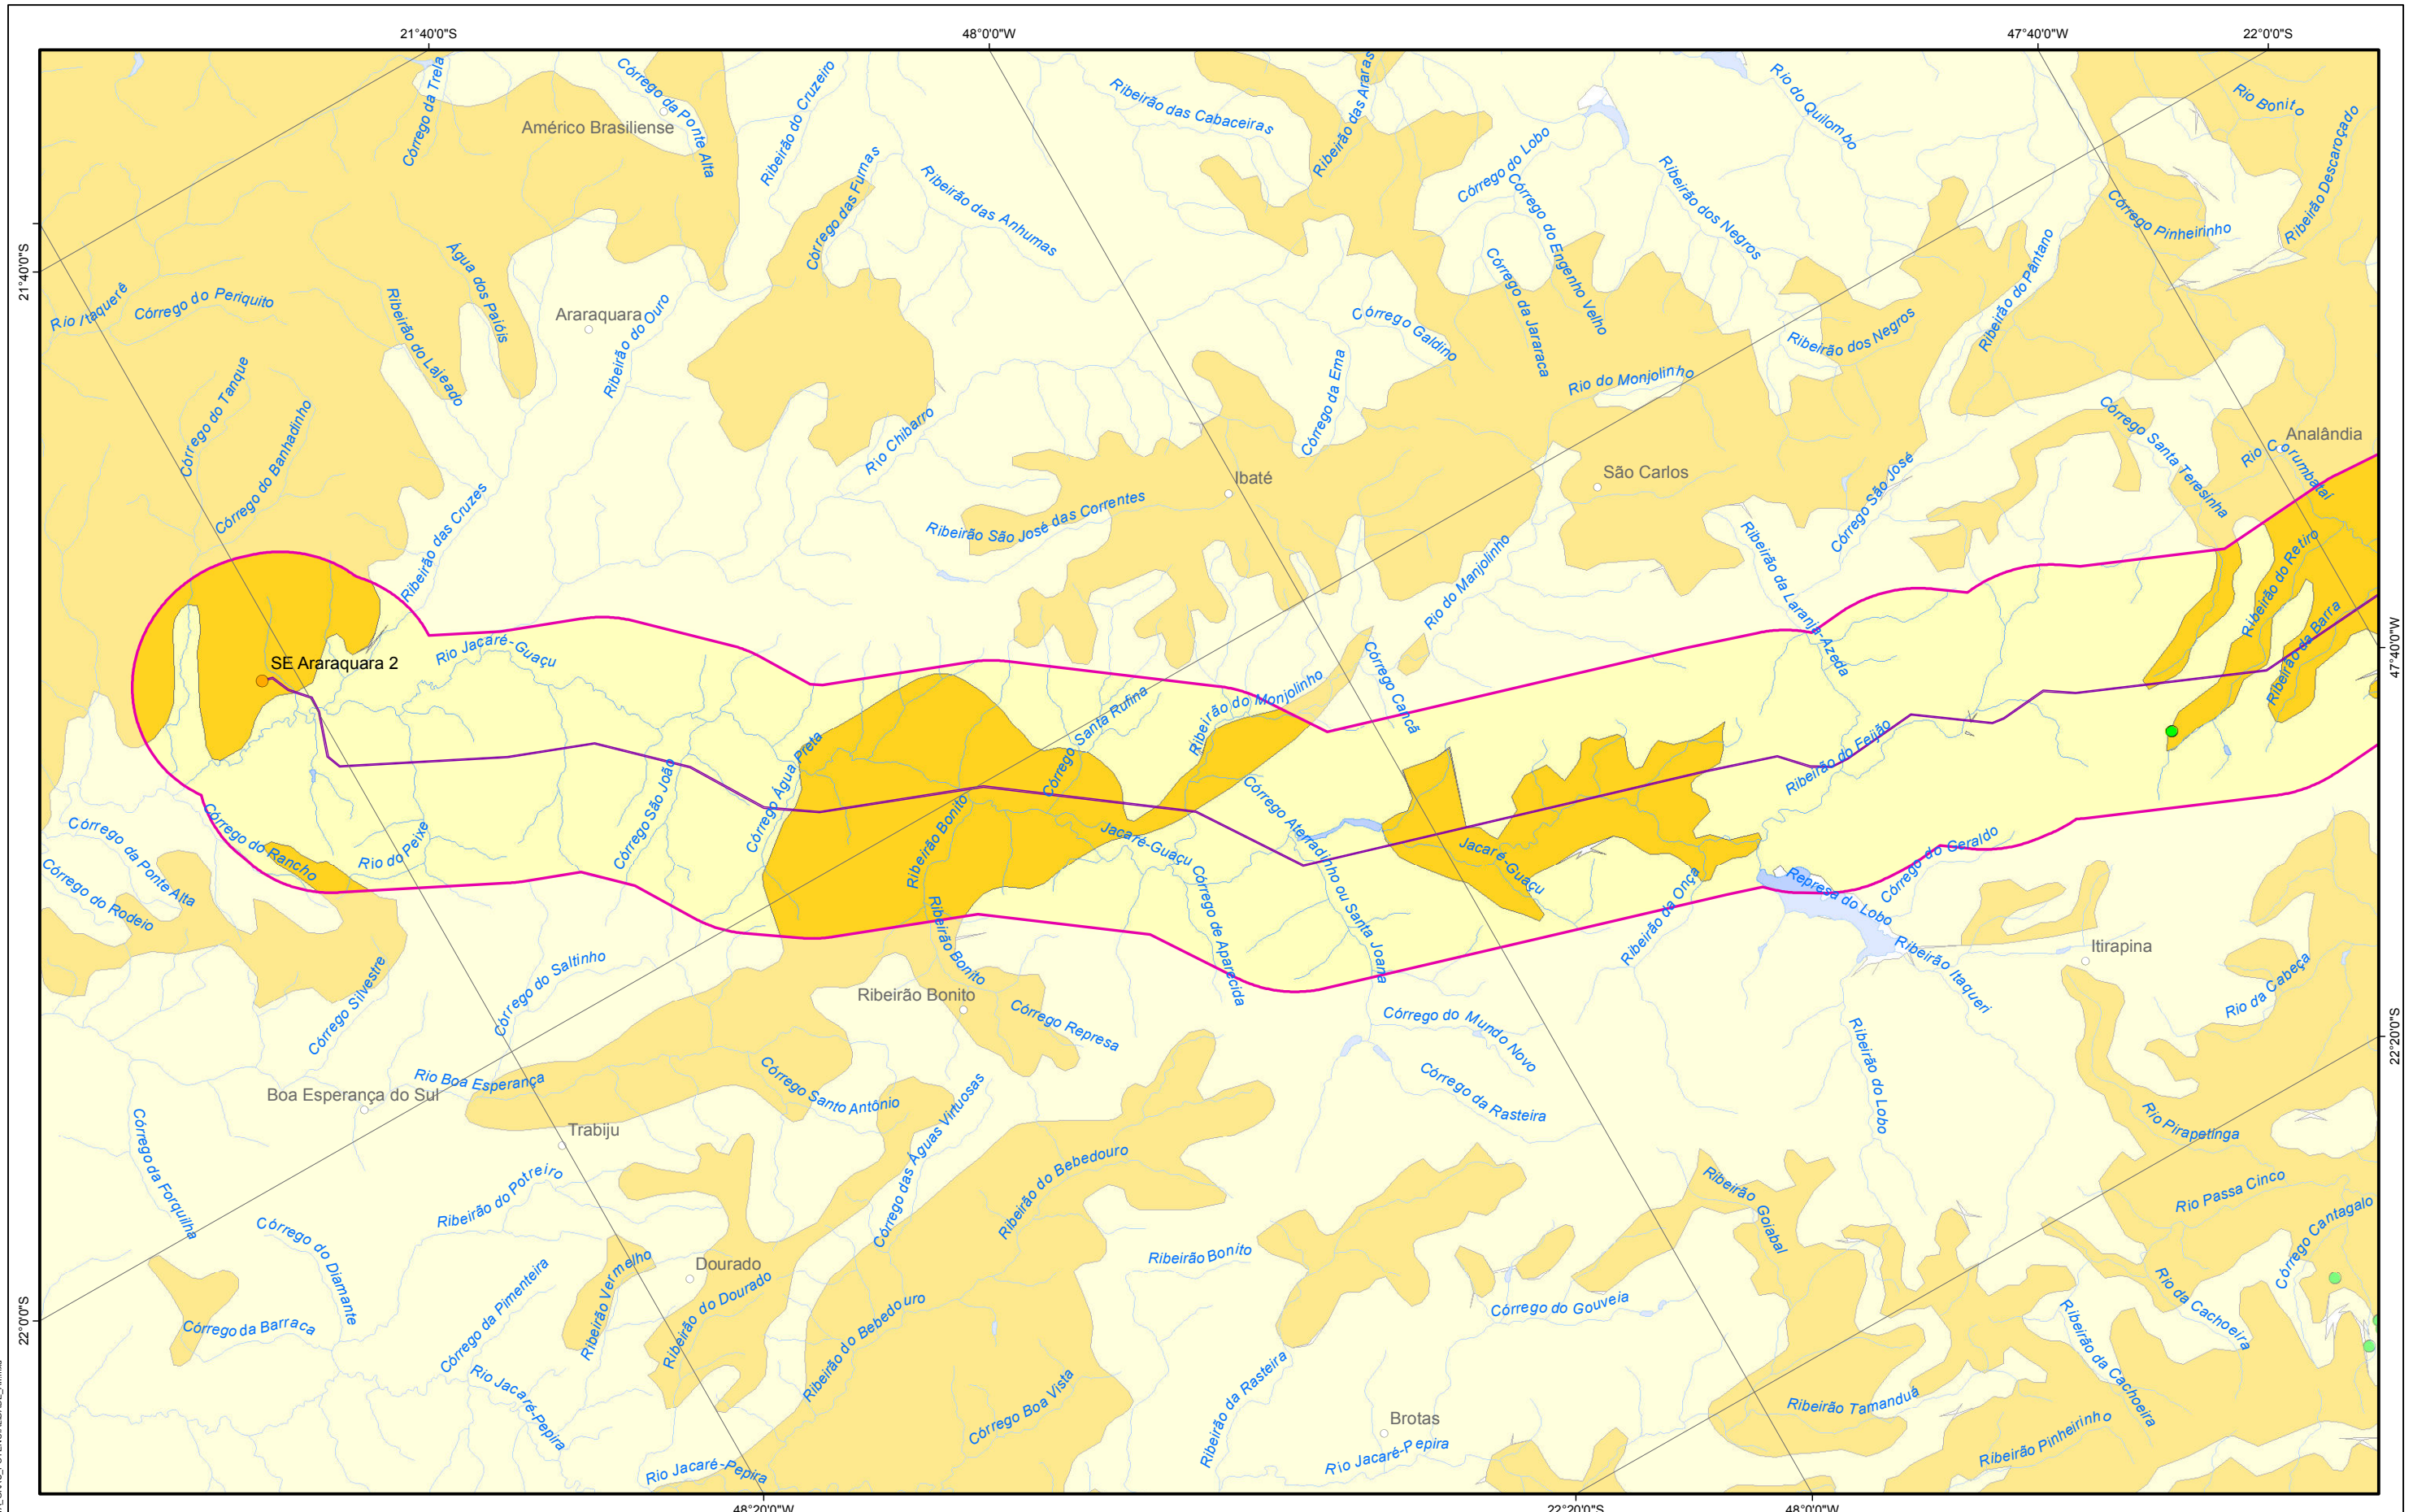 21°40'0"S
48°0'0"W
47°40'0"W
22°0'0"S
Córrego da Trela
Córrego da Ponte Alta
Américo Brasiliense
Ribeirão do Cruzeiro
Ribeirão das Cabaceiras
Ribeirão das Araras
Rio do Quilombo
Rio Bonito
Ribeirão Descaroçado
Córrego do Lobo
Córrego das Furnas
Ribeirão das Anhumas
Córregos do Engenho Velho
Ribeirão dos Negros
Córrego Pinheirinho
21°40'0"S
Água dos Paióis
Córrego da Jararaca
Ribeirão do Pântano
Rio Itaquerê
Córrego do Periquito
Ribeirão do Lajeado
Araraquara
Ribeirão do Ouro
Córrego Galdino
Ribeirão dos Negros
Córrego do Tanque
Córrego da Ema
Rio do Monjolinho
Córrego do Banhadinho
Rio Chibarro
Córrego Santa Teresinha
Analândia
Rio Corumbataí
Ibaté
São Carlos
Córrego São José
Ribeirão das Cruzes
Ribeirão São José das Correntes
Rio do Manjolinho
Ribeirão da Laranja-Azeda
Ribeirão do Retiro
Ribeirão da Barra
47°40'0"W
SE Araraquara 2
Rio Jacaré-Guaçu
Córrego Cancã
Córrego Santa Rufina
Ribeirão do Monjolinho
Córrego Água Preta
Ribeirão do Feijão
Córrego São João
Córrego do Rancho
Rio do Peixe
Ribeirão Bonito
Jacaré-Guaçu
Córrego Aterradinho ou Santa Joana
Jacaré-Guaçu
Córrego da Ponte Alta
Córrego do Rodeio
Córrego de Aparecida
Ribeirão da Onça
Represa do Lobo
Córrego do Geraldo
Ribeirão Bonito
Córrego do Saltinho
Córrego Silvestre
Ribeirão Itaqueri
Itirapina
Rio da Cabeça
Ribeirão Bonito
Córrego Represa
Córrego do Mundo Novo
22°20'0"S
Rio Boa Esperança
Boa Esperança do Sul
Córrego Santo Antônio
Córrego da Rasteira
Ribeirão do Lobo
Trabiju
Córrego das Águas Virtuosas
Rio Pirapetinga
Córrego da Forquilha
Ribeirão do Potreiro
Ribeirão do Bebedouro
Ribeirão Goiabal
Rio Passa Cinco
Córrego do Diamante
Ribeirão Bonito
Córrego Cantagalo
Dourado
Ribeirão Vermelho
Córrego da Pimenteira
Ribeirão do Dourado
Ribeirão do Bebedouro
Córrego do Gouveia
Rio da Cachoeira
22°0'0"S
Córrego da Barraca
Ribeirão da Cachoeira
Rio Jacaré-Pepira
Córrego Boa Vista
Ribeirão da Rasteira
Brotas
Ribeirão Tamanduá
Ribeirão Pinheirinho
Rio Jacaré-Pepira
Rio Jacaré-Pepira
48°20'0"W
22°20'0"S
48°0'0"W